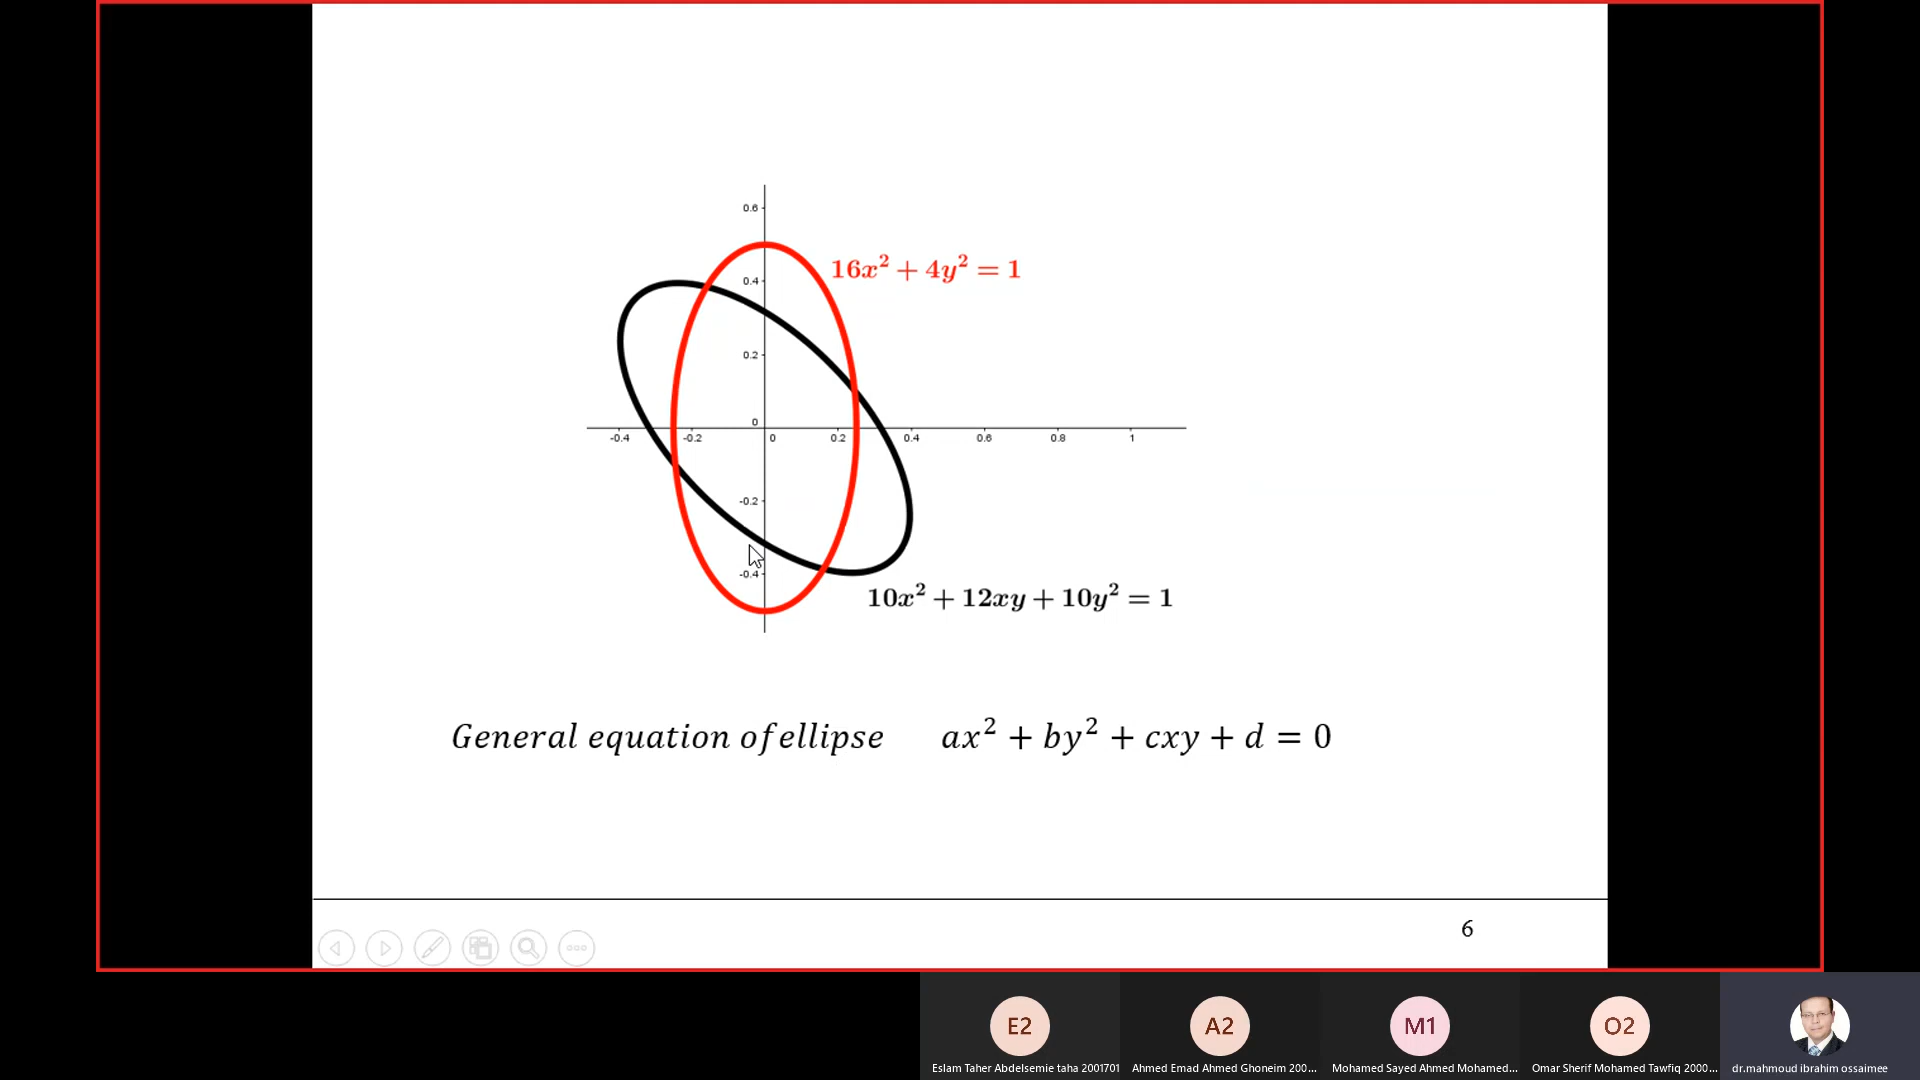 0.6
16x² + 4y² = 1
0.4
0.2
0
-0.4 -0.2 0 0.2 0.4 0.6 0.8 1
-0.2
-0.4
10x² + 12xy + 10y² = 1
General equation of ellipse ax² + by² + cxy + d = 0
6
E2 A2 M1 O2
Eslam Taher Abdelsemie taha 2001701 Ahmed Emad Ahmed Ghoneim 200... Mohamed Sayed Ahmed Mohamed... Omar Sherif Mohamed Tawfiq 2000... dr.mahmoud ibrahim ossaimee